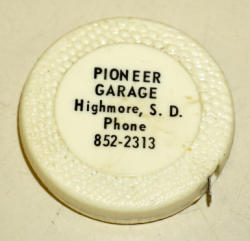 PIONEER
GARAGE
Highmore, S. D.
Phone
852-2313